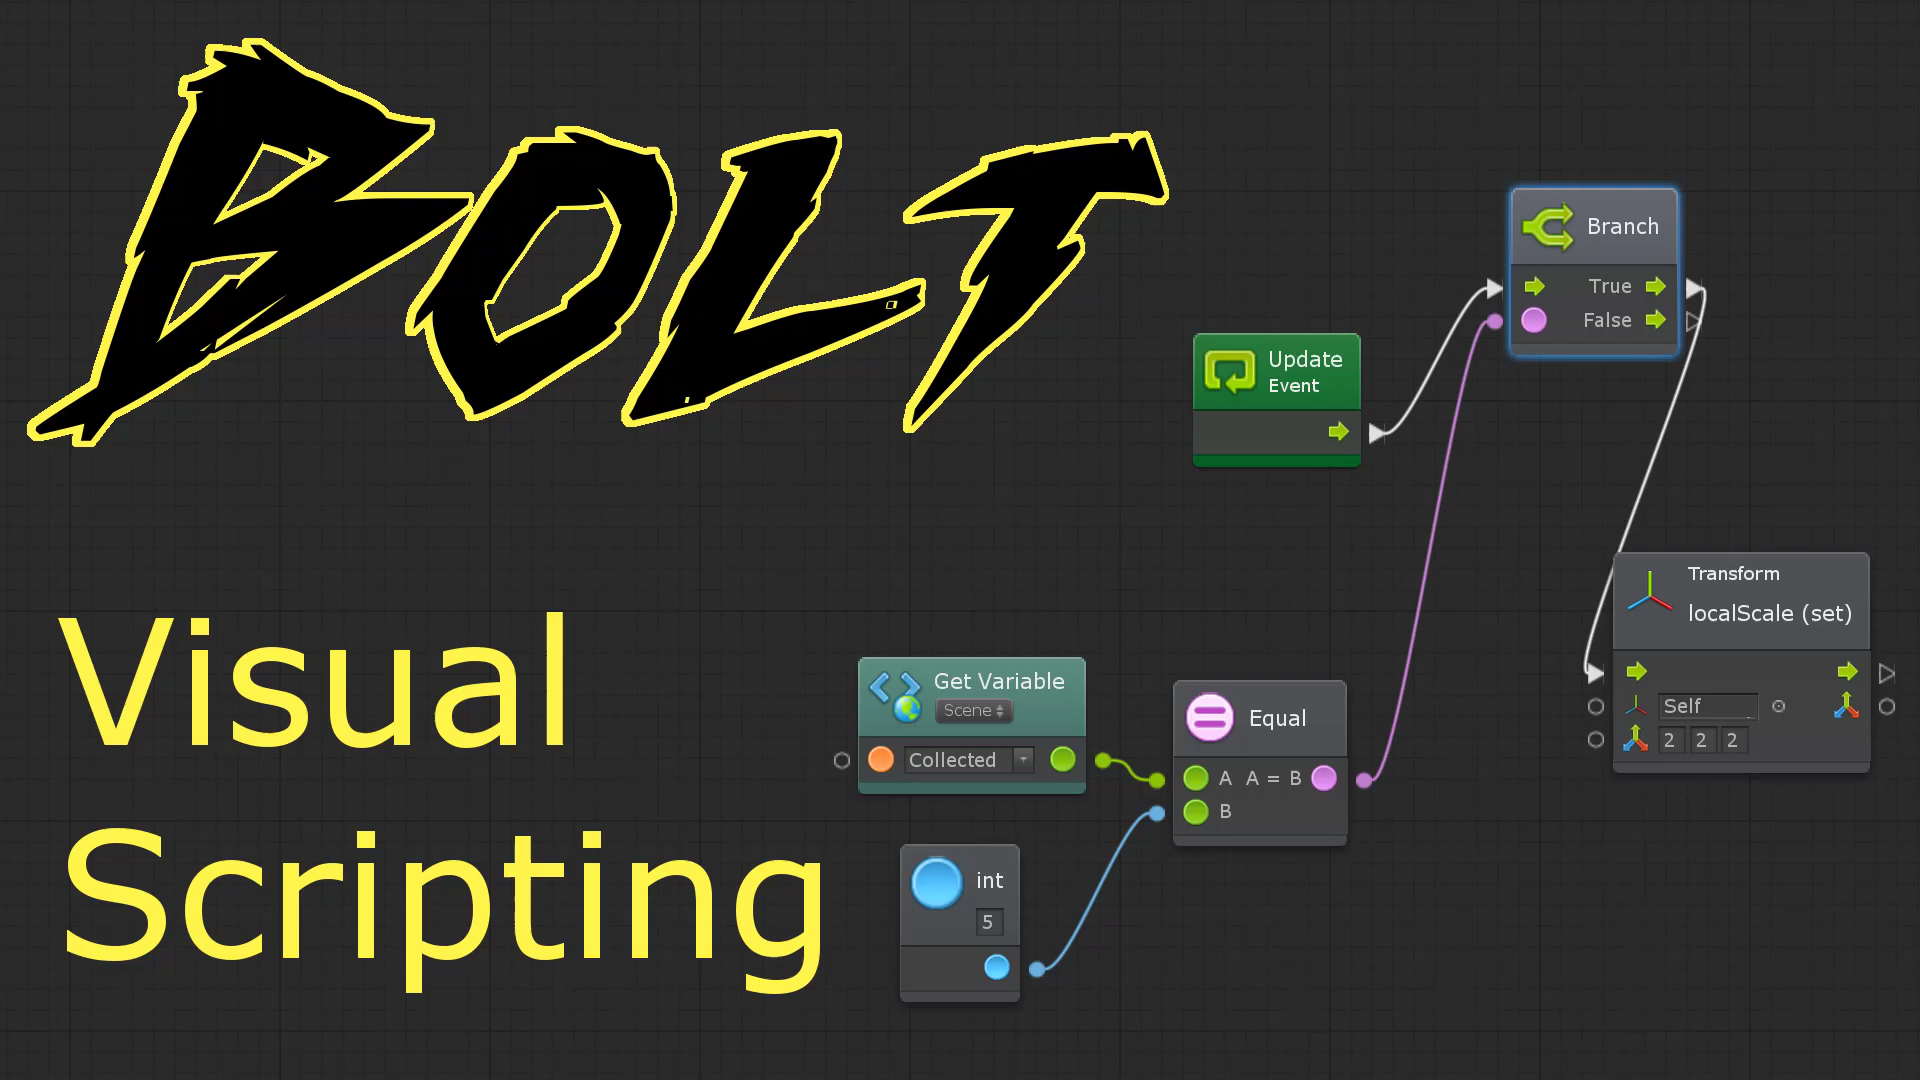 BOLT
Visual
Scripting
Branch
True
False
Update
Event
Transform
localScale (set)
Self
2 2 2
Get Variable
Scene
Collected
Equal
A A = B
B
int
5